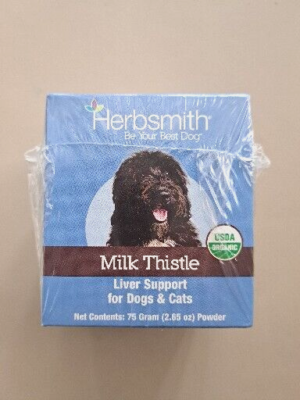 Herbsmith®
Be Your Best Dog®
USDA
ORGANIC
Milk Thistle
Liver Support
for Dogs & Cats
Net Contents: 75 Gram (2.65 oz) Powder